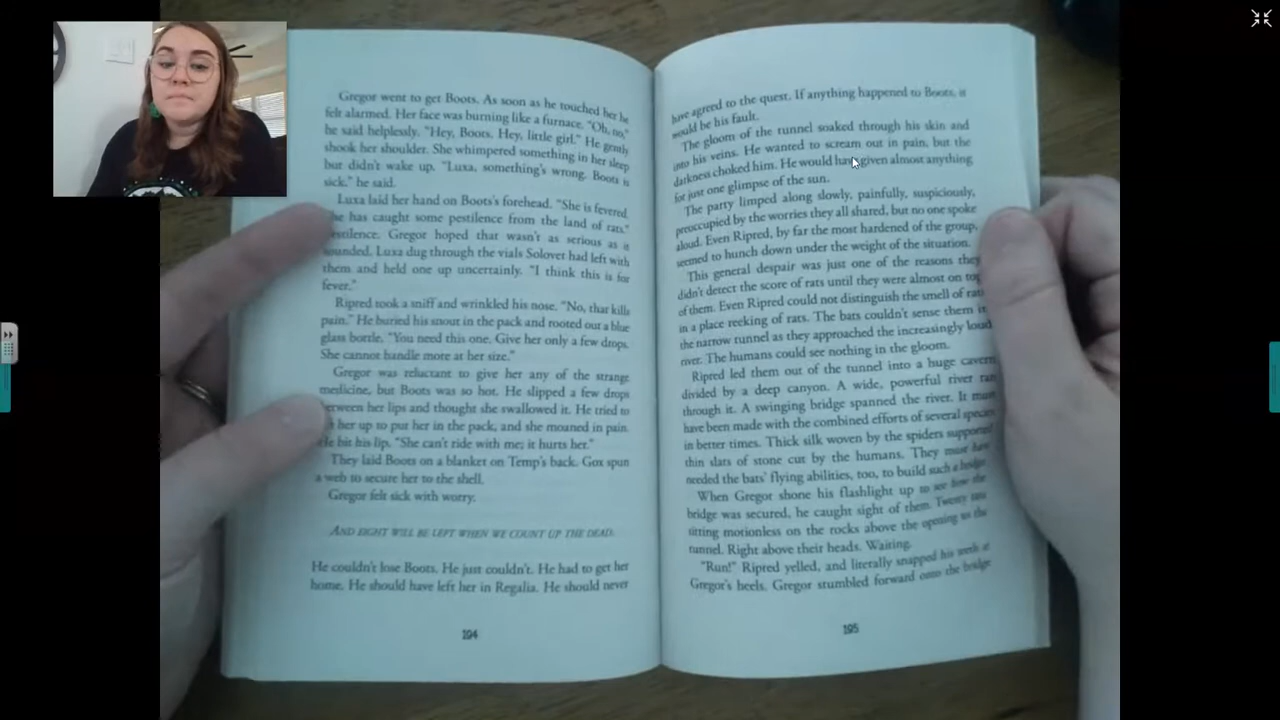 Gregor went to get Boots. As soon as he touched her he
felt alarmed. Her face was burning like a furnace. "Oh, no,"
he said helplessly. "Hey, Boots. Hey, little girl." He gently
shook her shoulder. She whimpered something in her sleep
but didn't wake up. "Luxa, something's wrong. Boots is
sick," he said.
Luxa laid her hand on Boots's forehead. "She is fevered.
he has caught some pestilence from the land of rats."
estilence. Gregor hoped that wasn't as serious as it
sounded. Luxa dug through the vials Solovet had left with
them and held one up uncertainly. "I think this is for
fever."
Ripred took a sniff and wrinkled his nose. "No, that kills
pain." He buried his snout in the pack and rooted out a blue
glass bottle. "You need this one. Give her only a few drops.
She cannot handle more at her size."
Gregor was reluctant to give her any of the strange
medicine, but Boots was so hot. He slipped a few drops
between her lips and thought she swallowed it. He tried to
her up to put her in the pack, and she moaned in pain.
He bit his lip. "She can't ride with me; it hurts her."
They laid Boots on a blanket on Temp's back. Gox spun
a web to secure her to the shell.
Gregor felt sick with worry.
AND EIGHT WILL BE LEFT WHEN WE COUNT UP THE DEAD.
He couldn't lose Boots. He just couldn't. He had to get her
home. He should have left her in Regalia. He should never
194
have agreed to the quest. If anything happened to Boots, it
would be his fault.
The gloom of the tunnel soaked through his skin and
into his veins. He wanted to scream out in pain, but the
darkness choked him. He would have given almost anything
for just one glimpse of the sun.
The party limped along slowly, painfully, suspiciously,
preoccupied by the worries they all shared, but no one spoke
aloud. Even Ripred, by far the most hardened of the group,
seemed to hunch down under the weight of the situation.
This general despair was just one of the reasons they
didn't detect the score of rats until they were almost on top
of them. Even Ripred could not distinguish the smell of rats
in a place reeking of rats. The bats couldn't sense them in
the narrow tunnel as they approached the increasingly loud
river. The humans could see nothing in the gloom.
Ripred led them out of the tunnel into a huge cavern
divided by a deep canyon. A wide, powerful river ran
through it. A swinging bridge spanned the river. It must
have been made with the combined efforts of several species
in better times. Thick silk woven by the spiders supported
thin slats of stone cut by the humans. They must have
needed the bats' flying abilities, too, to build such a bridge.
When Gregor shone his flashlight up to see how the
bridge was secured, he caught sight of them. Twenty rats
sitting motionless on the rocks above the opening to the
tunnel. Right above their heads. Waiting.
"Run!" Ripred yelled, and literally snapped his teeth at
Gregor's heels. Gregor stumbled forward onto the bridge
195